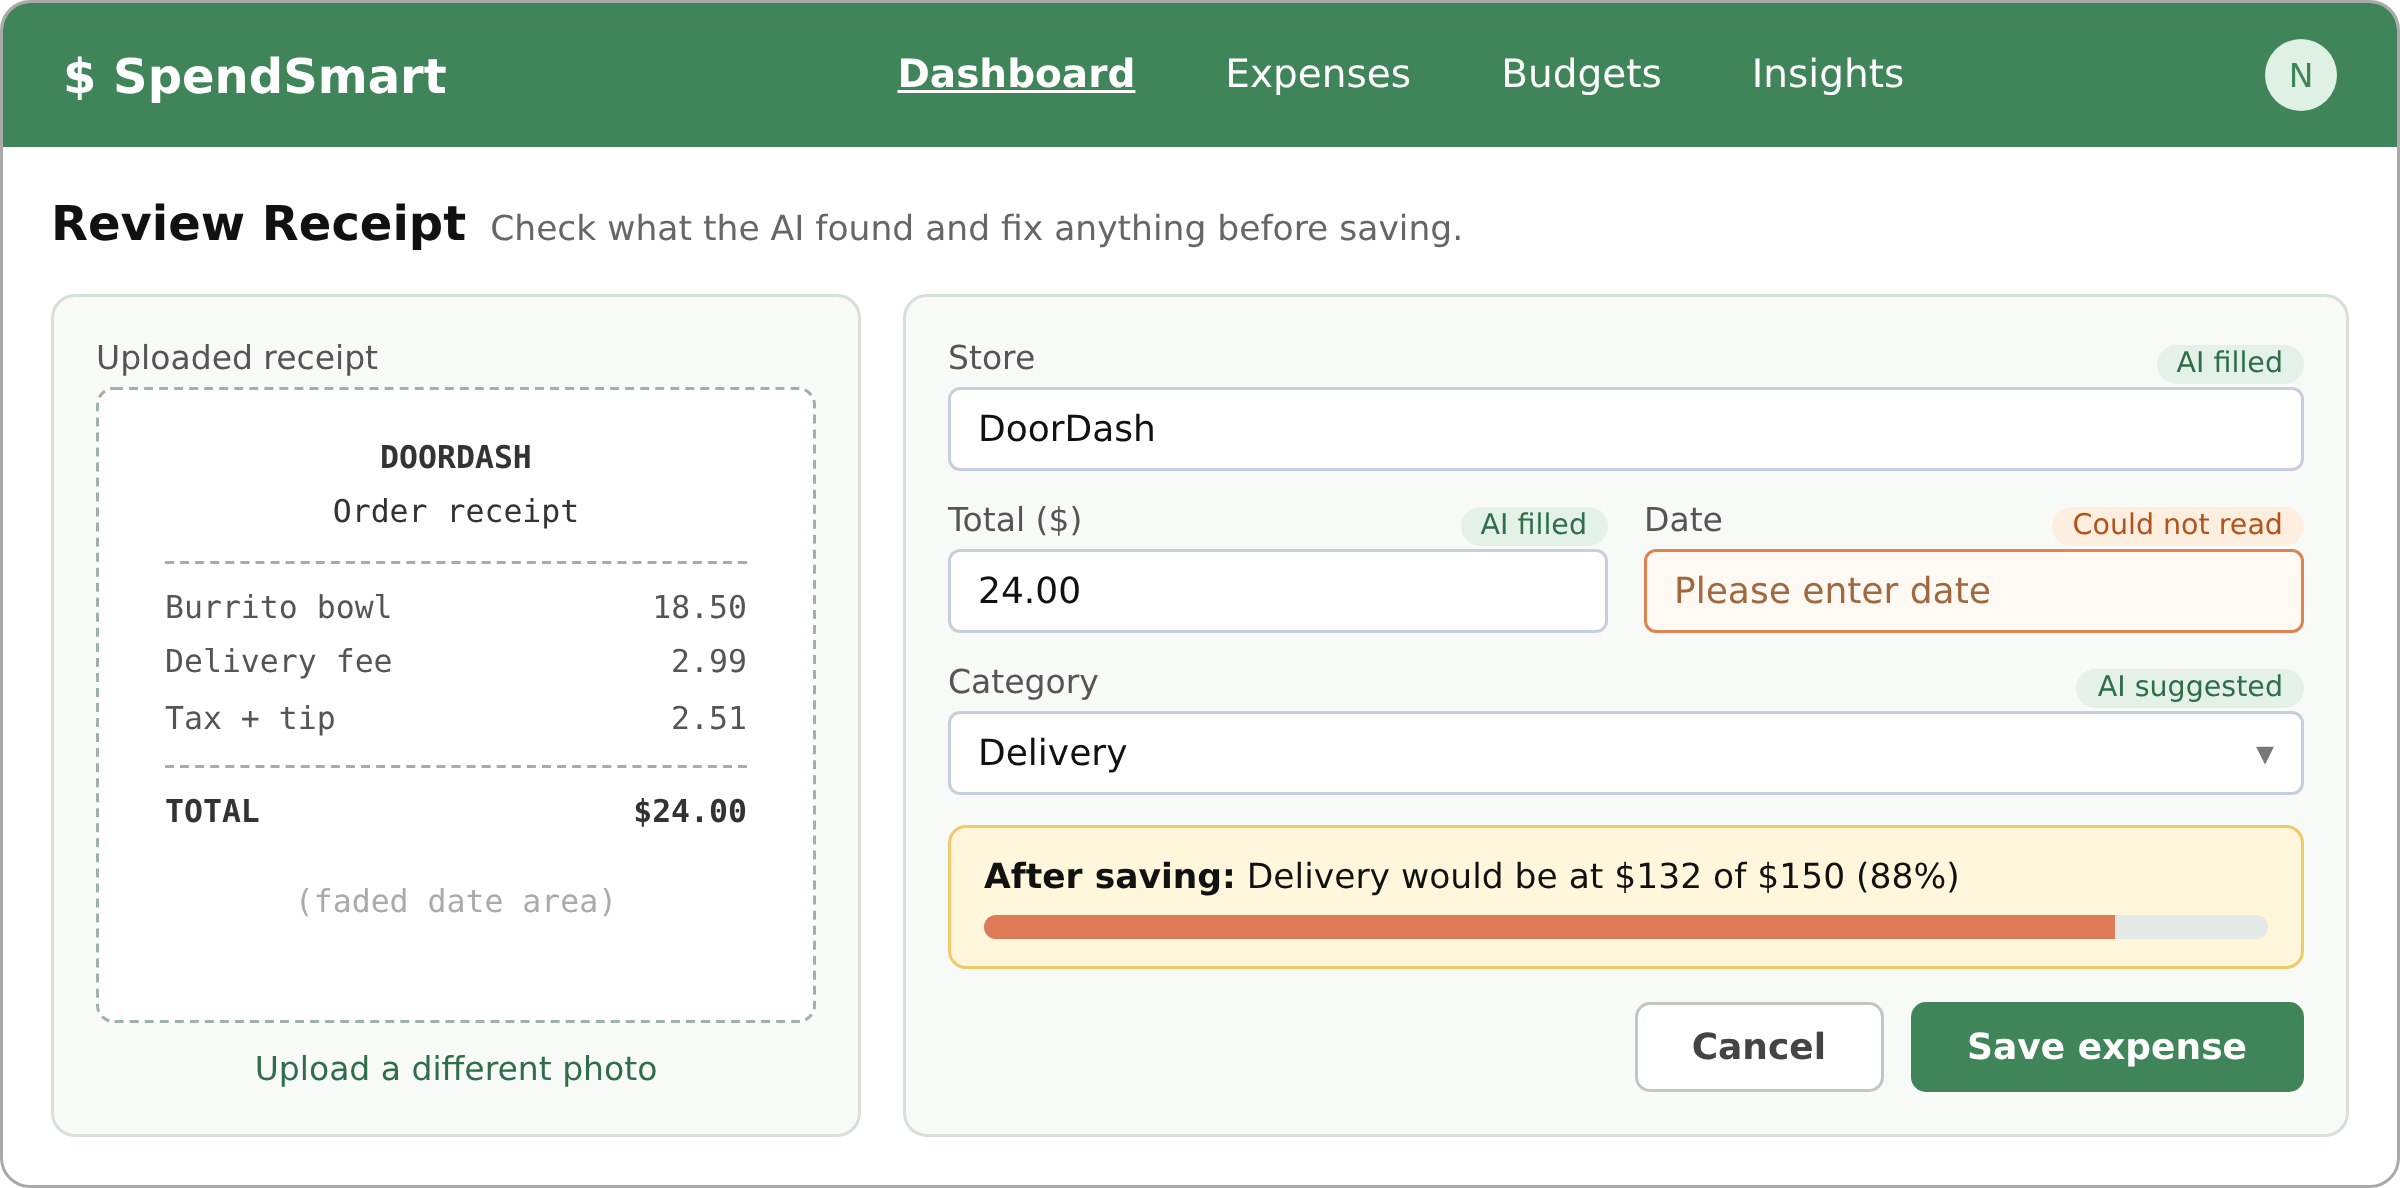 $ SpendSmart
Dashboard Expenses Budgets Insights
N
Review Receipt Check what the AI found and fix anything before saving.
Uploaded receipt
DOORDASH
Order receipt
Burrito bowl 18.50
Delivery fee 2.99
Tax + tip 2.51
TOTAL $24.00
(faded date area)
Upload a different photo
Store AI filled
DoorDash
Total ($) AI filled
24.00
Date Could not read
Please enter date
Category AI suggested
Delivery ▼
After saving: Delivery would be at $132 of $150 (88%)
Cancel Save expense